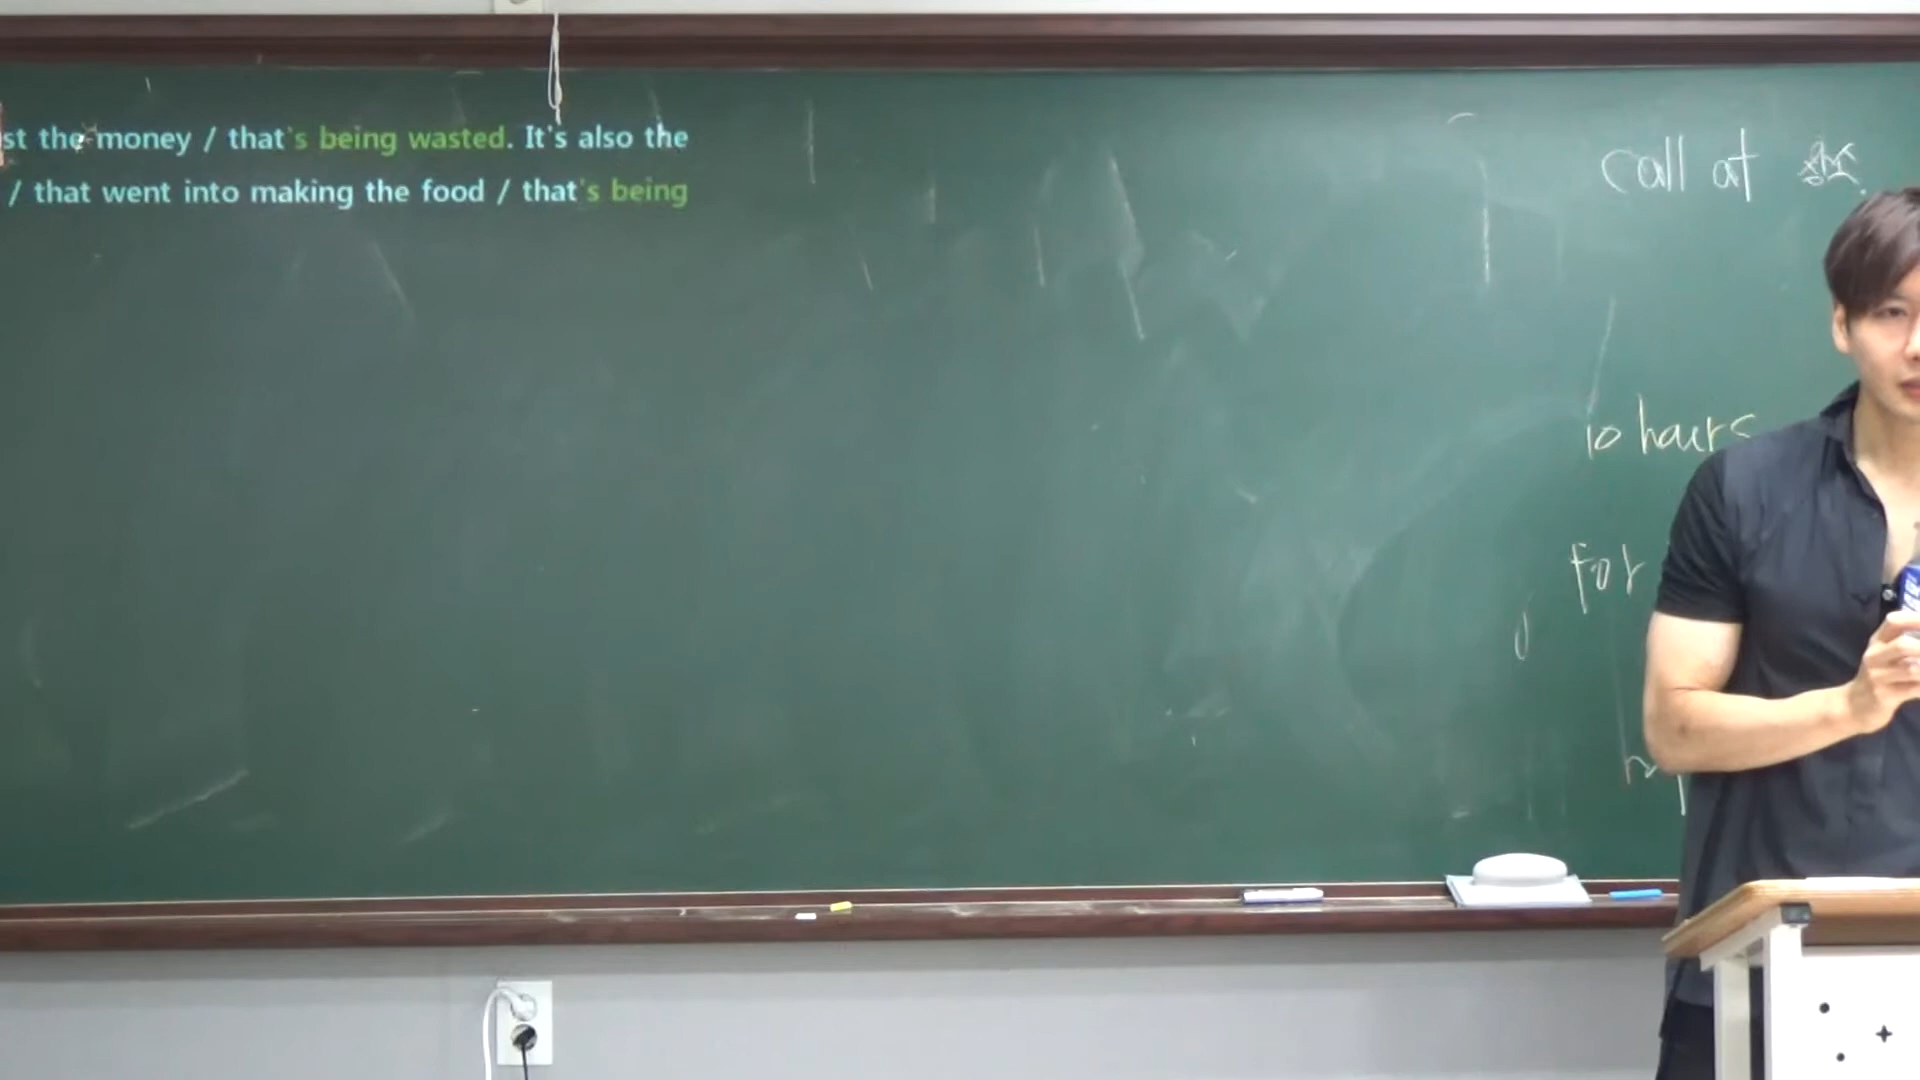 st the money / that's being wasted. It's also the
/ that went into making the food / that's being
call at
10 hours
for